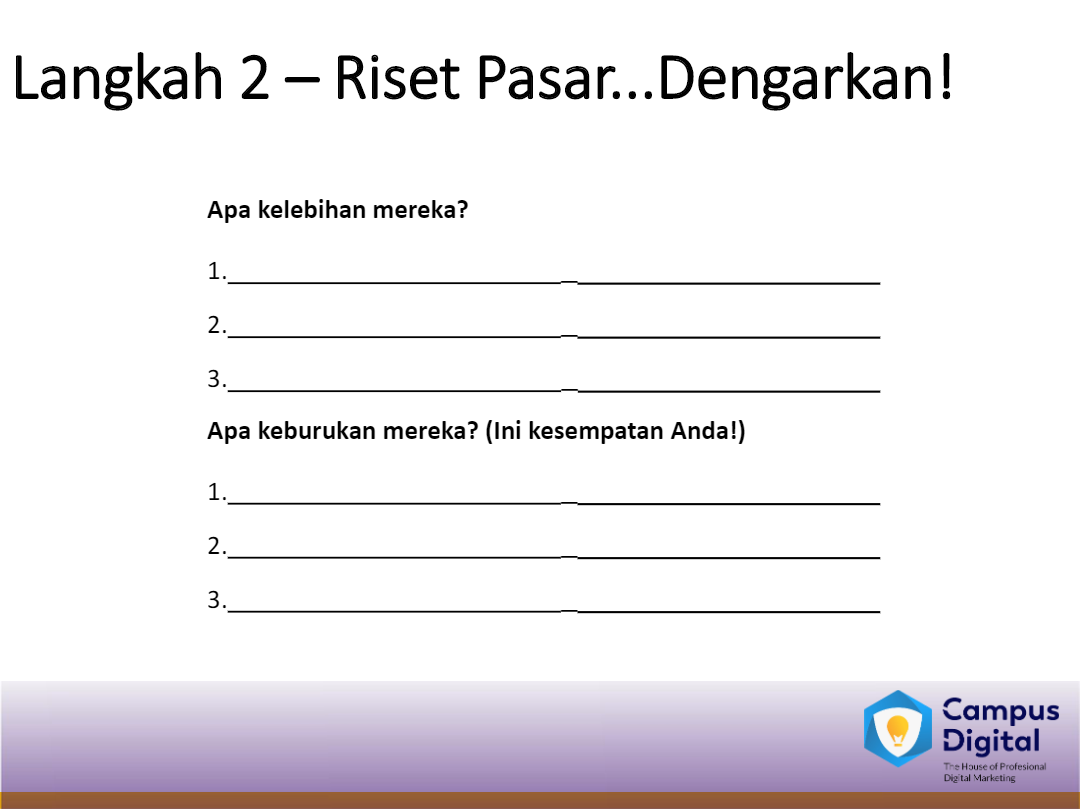 Langkah 2 – Riset Pasar...Dengarkan!
Apa kelebihan mereka?
1.
2.
3.
Apa keburukan mereka? (Ini kesempatan Anda!)
1.
2.
3.
Campus
Digital
The House of Profesional
Digital Marketing